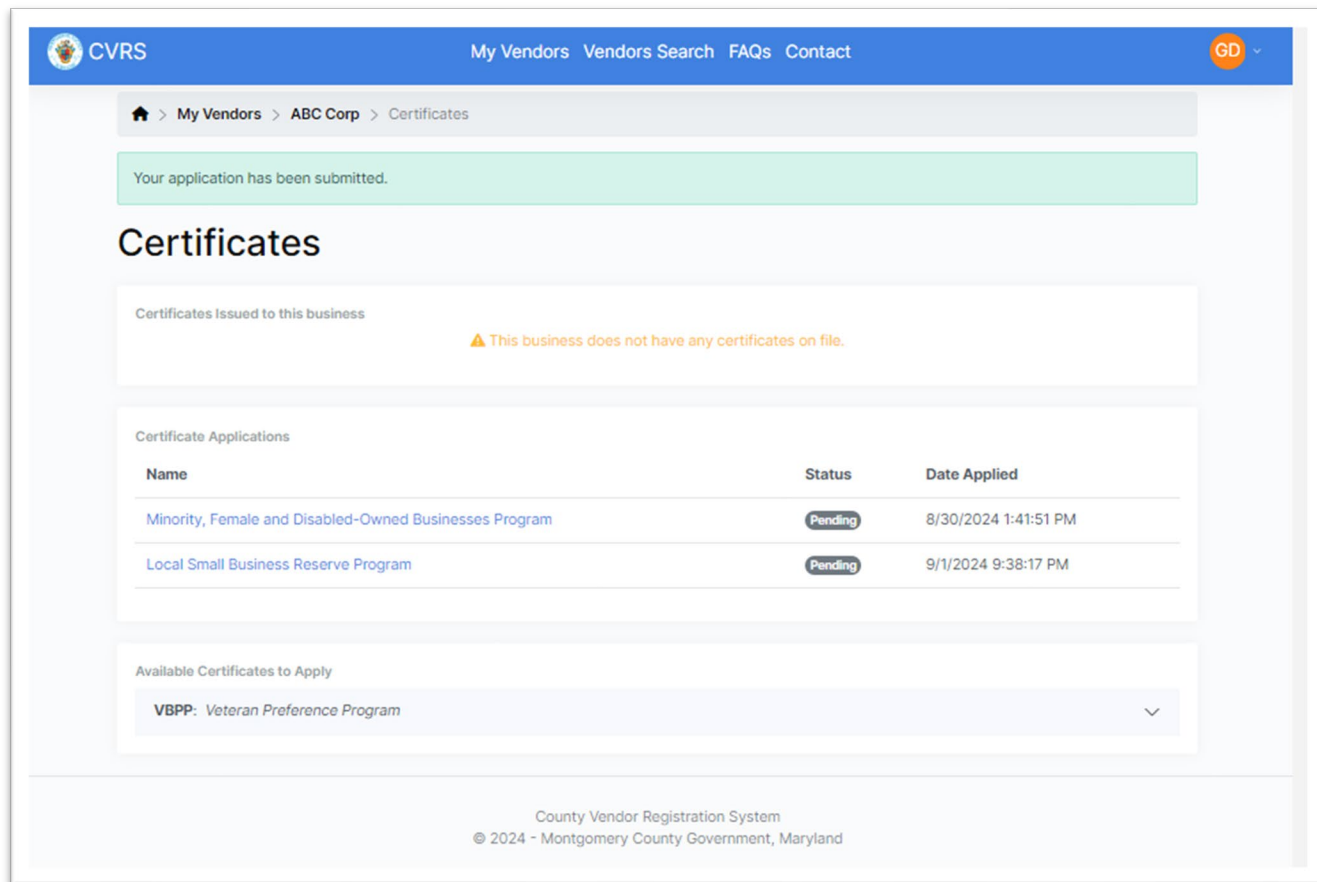 CVRS My Vendors Vendors Search FAQs Contact GD
> My Vendors > ABC Corp > Certificates
Your application has been submitted.
Certificates
Certificates Issued to this business
This business does not have any certificates on file.
Certificate Applications
Name Status Date Applied
Minority, Female and Disabled-Owned Businesses Program Pending 8/30/2024 1:41:51 PM
Local Small Business Reserve Program Pending 9/1/2024 9:38:17 PM
Available Certificates to Apply
VBPP: Veteran Preference Program
County Vendor Registration System
© 2024 - Montgomery County Government, Maryland